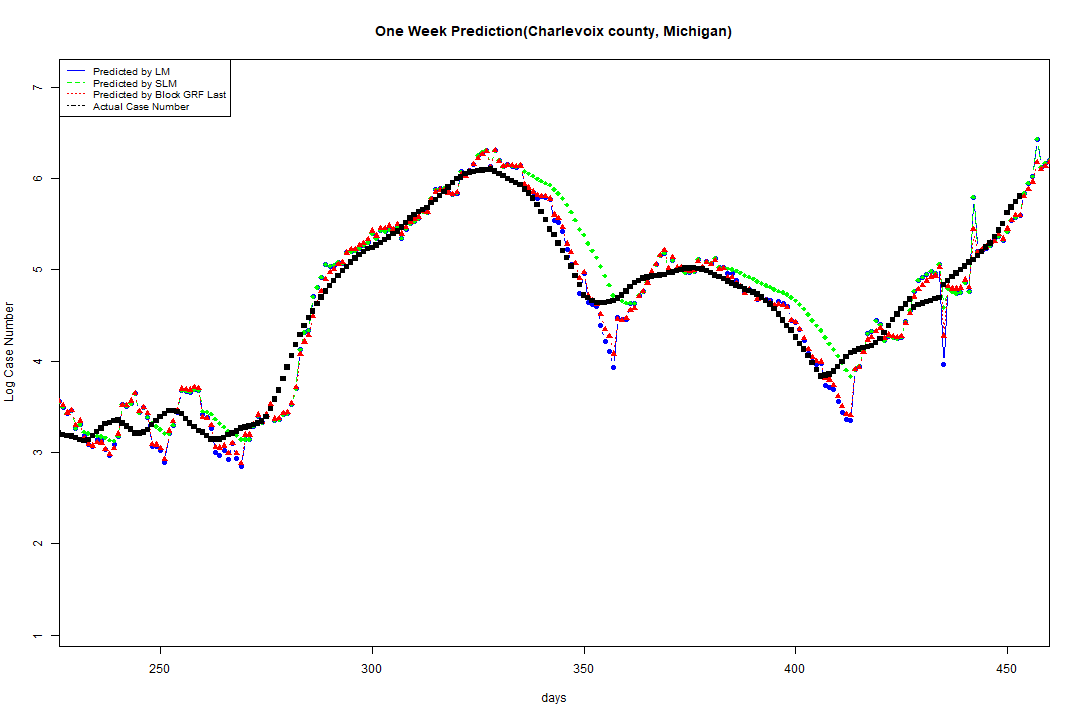 One Week Prediction(Charlevoix county, Michigan)
Predicted by LM
Predicted by SLM
Predicted by Block GRF Last
Actual Case Number
7
6
5
4
3
2
1
Log Case Number
250 300 350 400 450
days